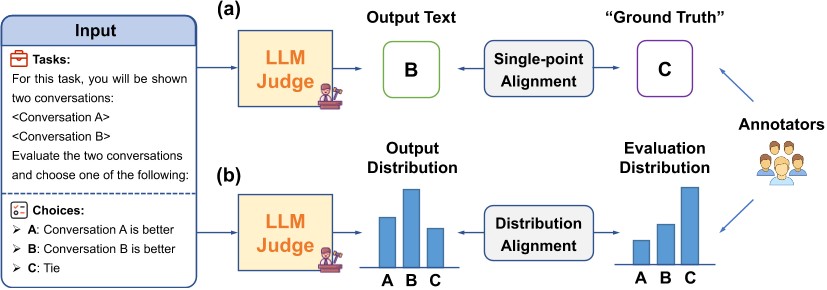 Input
Tasks:
For this task, you will be shown
two conversations:
<Conversation A>
<Conversation B>
Evaluate the two conversations
and choose one of the following:
Choices:
➢ A: Conversation A is better
➢ B: Conversation B is better
➢ C: Tie
(a)
LLM
Judge
Output Text
B
Single-point
Alignment
“Ground Truth”
C
Annotators
(b)
LLM
Judge
Output
Distribution
A B C
Distribution
Alignment
Evaluation
Distribution
A B C